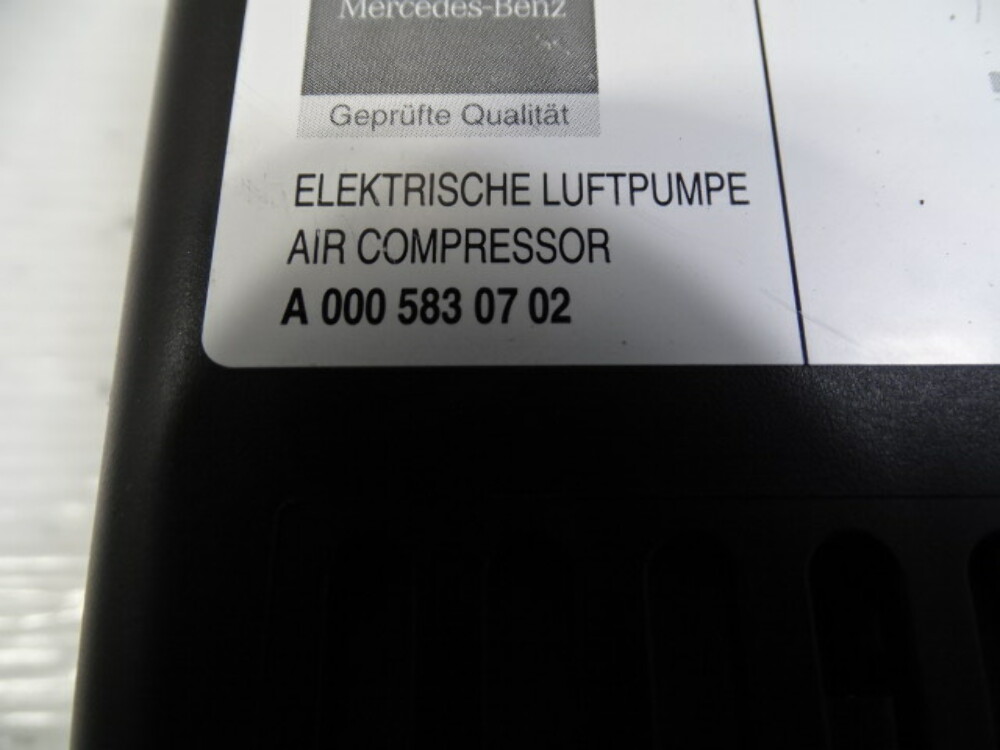 Mercedes-Benz
Geprüfte Qualität
ELEKTRISCHE LUFTPUMPE
AIR COMPRESSOR
A 000 583 07 02